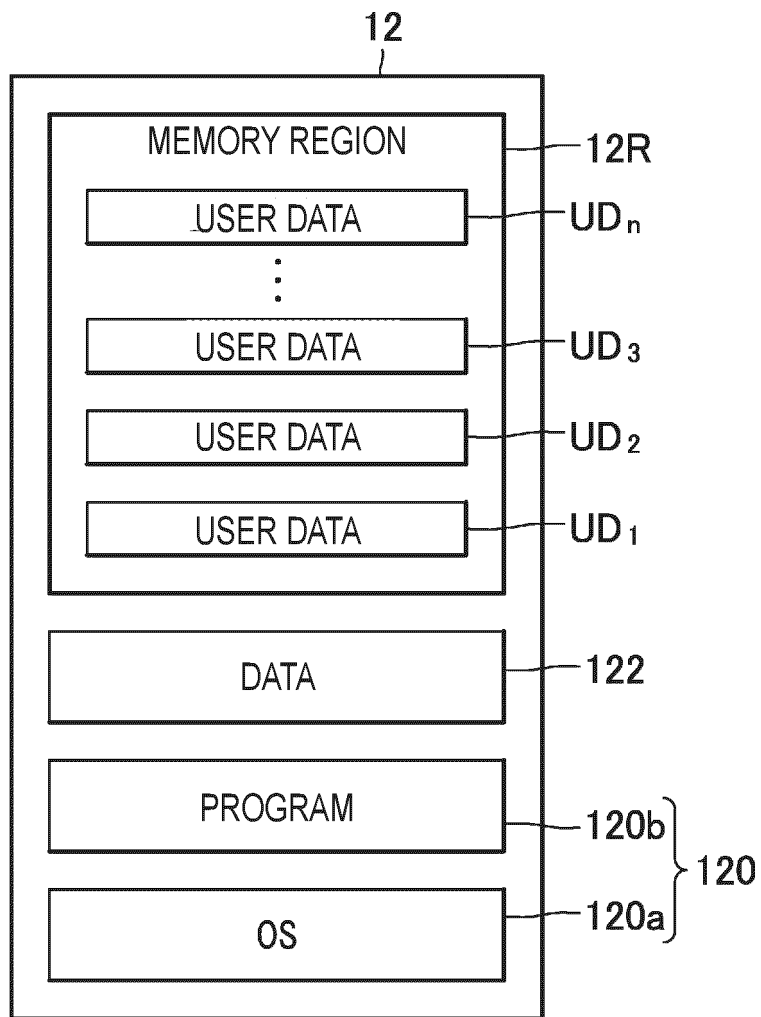 12
MEMORY REGION 12R
USER DATA UDn
⋮
USER DATA UD3
USER DATA UD2
USER DATA UD1
DATA 122
PROGRAM 120b
120
OS 120a